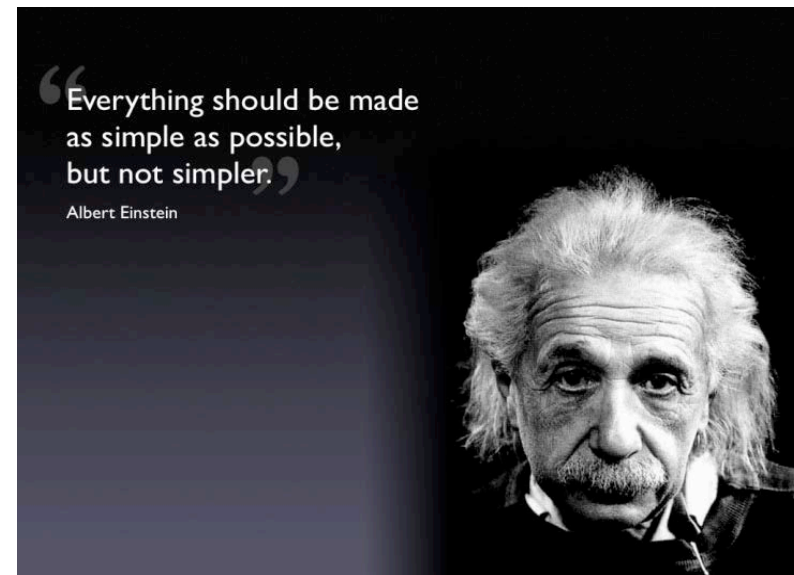 “Everything should be made
as simple as possible,
but not simpler.”
Albert Einstein